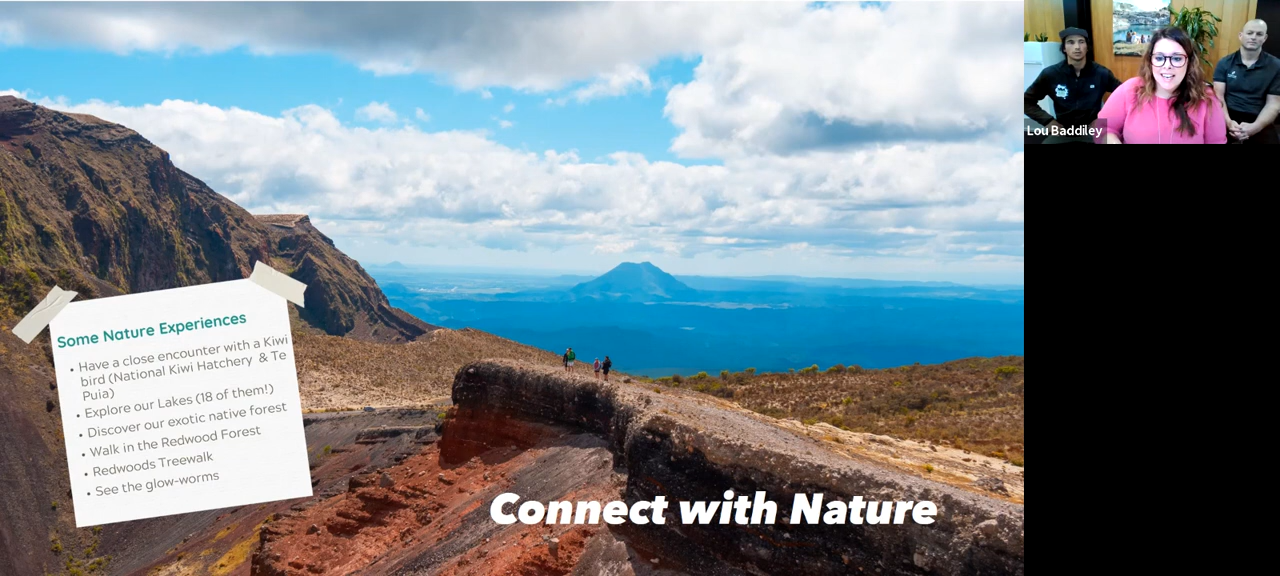 Some Nature Experiences
• Have a close encounter with a Kiwi
bird (National Kiwi Hatchery & Te
Puia)
• Explore our Lakes (18 of them!)
• Discover our exotic native forest
• Walk in the Redwood Forest
• Redwoods Treewalk
• See the glow-worms
Connect with Nature
Lou Baddiley